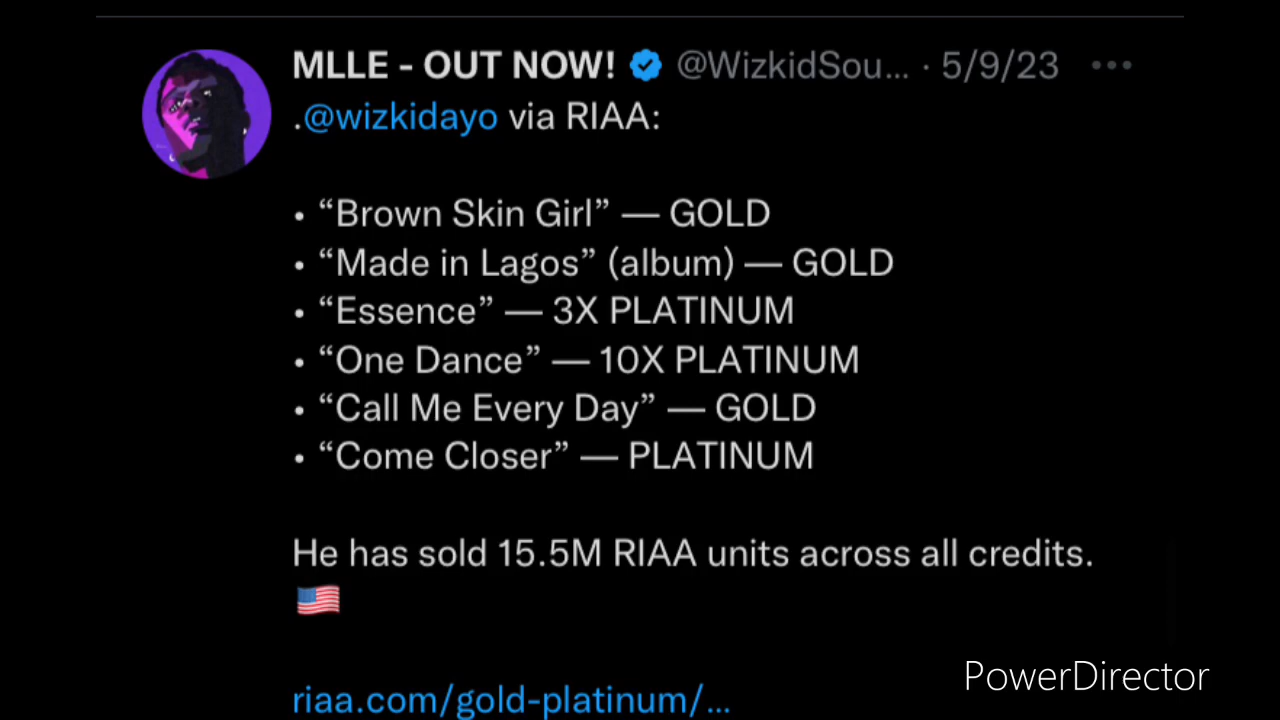 MLLE - OUT NOW! @WizkidSou... · 5/9/23 •••
.@wizkidayo via RIAA:
• “Brown Skin Girl” — GOLD
• “Made in Lagos” (album) — GOLD
• “Essence” — 3X PLATINUM
• “One Dance” — 10X PLATINUM
• “Call Me Every Day” — GOLD
• “Come Closer” — PLATINUM
He has sold 15.5M RIAA units across all credits.
🇺🇸
PowerDirector
riaa.com/gold-platinum/...